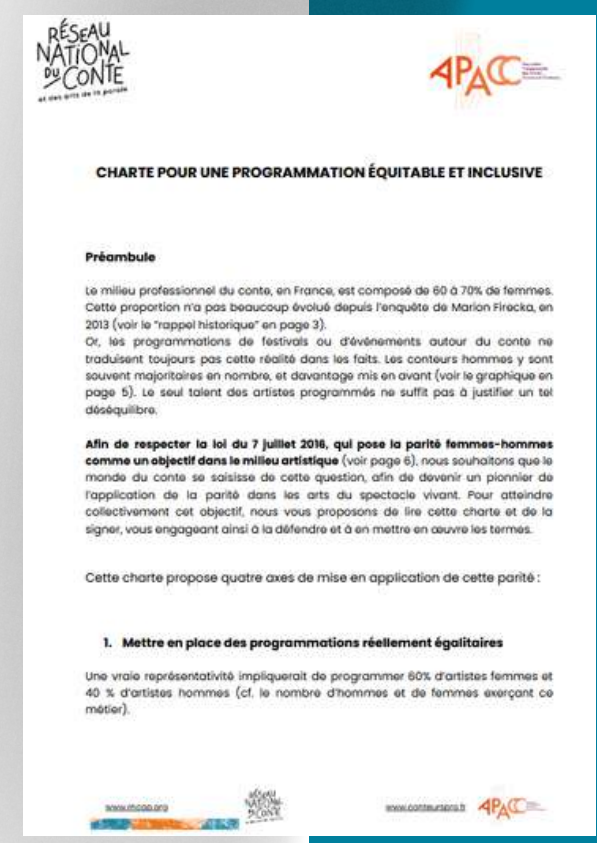 RÉSEAU
NATIONAL
DU CONTE
et des arts de la parole
APACC
CHARTE POUR UNE PROGRAMMATION ÉQUITABLE ET INCLUSIVE
Préambule
Le milieu professionnel du conte, en France, est composé de 60 à 70% de femmes.
Cette proportion n'a pas beaucoup évolué depuis l'enquête de Marion Firecka, en
2013 (voir le "rappel historique" en page 3).
Or, les programmations de festivals ou d'événements autour du conte ne
traduisent toujours pas cette réalité dans les faits. Les conteurs hommes y sont
souvent majoritaires en nombre, et davantage mis en avant (voir le graphique en
page 5). Le seul talent des artistes programmés ne suffit pas à justifier un tel
déséquilibre.
Afin de respecter la loi du 7 juillet 2016, qui pose la parité femmes-hommes
comme un objectif dans le milieu artistique (voir page 6), nous souhaitons que le
monde du conte se saisisse de cette question, afin de devenir un pionnier de
l'application de la parité dans les arts du spectacle vivant. Pour atteindre
collectivement cet objectif, nous vous proposons de lire cette charte et de la
signer, vous engageant ainsi à la défendre et à en mettre en œuvre les termes.
Cette charte propose quatre axes de mise en application de cette parité :
1. Mettre en place des programmations réellement égalitaires
Une vraie représentativité impliquerait de programmer 60% d'artistes femmes et
40 % d'artistes hommes (cf. le nombre d'hommes et de femmes exerçant ce
métier).
RÉSEAU
NATIONAL
DU CONTE
www.conteurspro.fr
APACC